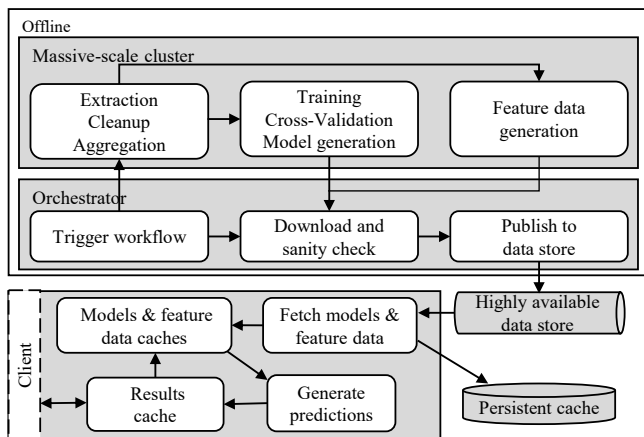 Offline
Massive-scale cluster
Extraction
Cleanup
Aggregation
Training
Cross-Validation
Model generation
Feature data
generation
Orchestrator
Trigger workflow
Download and
sanity check
Publish to
data store
Client
Models & feature
data caches
Fetch models &
feature data
Highly available
data store
Results
cache
Generate
predictions
Persistent cache